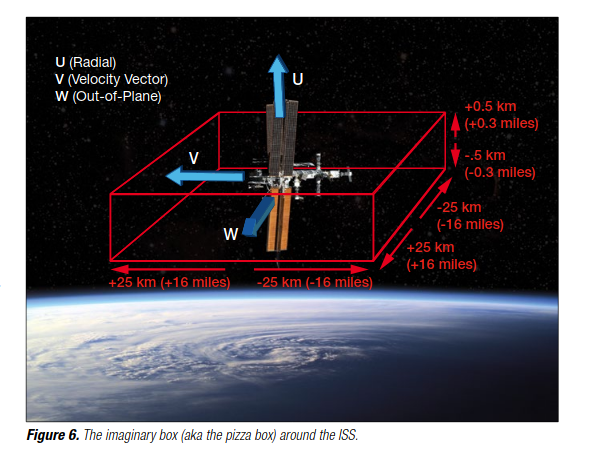 U (Radial)
V (Velocity Vector)
W (Out-of-Plane)
U
+0.5 km
(+0.3 miles)
V
-.5 km
(-0.3 miles)
-25 km
(-16 miles)
W
+25 km
(+16 miles)
+25 km (+16 miles)
-25 km (-16 miles)
Figure 6. The imaginary box (aka the pizza box) around the ISS.